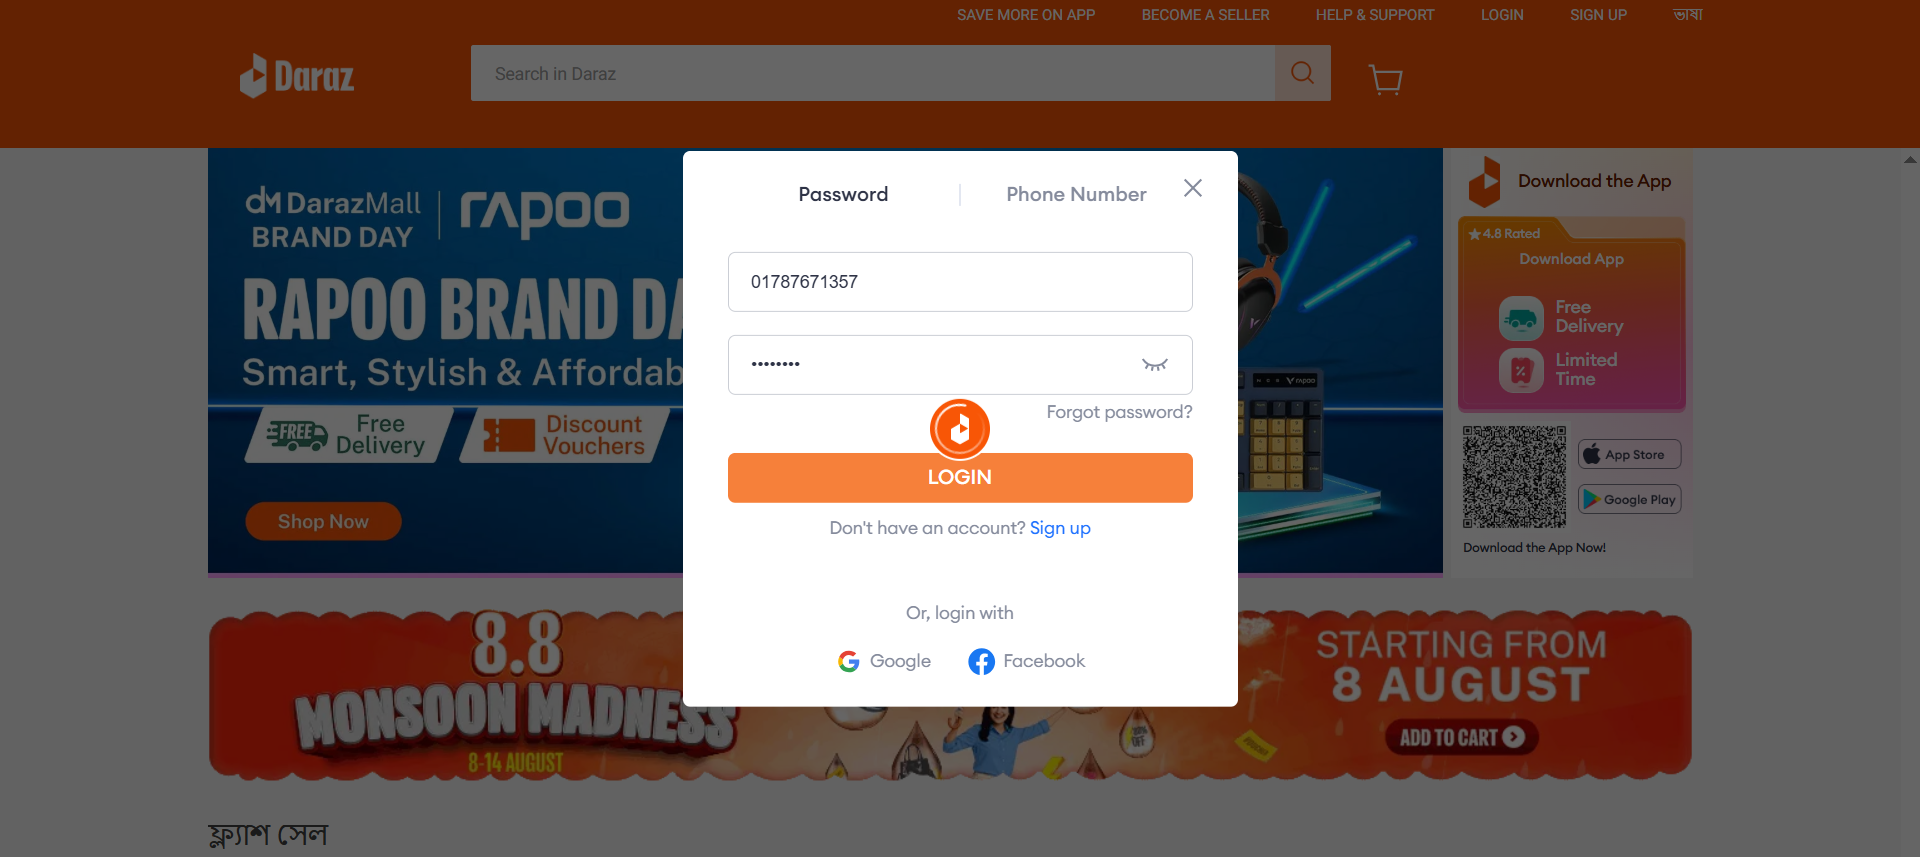 SAVE MORE ON APP BECOME A SELLER HELP & SUPPORT LOGIN SIGN UP ভাষা
Daraz Search in Daraz
DarazMall
BRAND DAY
rapoo
RAPOO BRAND DA
Smart, Stylish & Affordab
FREE
Free
Delivery
Discount
Vouchers
Shop Now
Password Phone Number
01787671357
••••••••
Forgot password?
LOGIN
Don't have an account? Sign up
Or, login with
Google Facebook
rapoo
Download the App
4.8 Rated
Download App
Free
Delivery
Limited
Time
App Store
Google Play
Download the App Now!
8.8
MONSOON MADNESS
8-14 AUGUST
STARTING FROM
8 AUGUST
ADD TO CART
ফ্ল্যাশ সেল